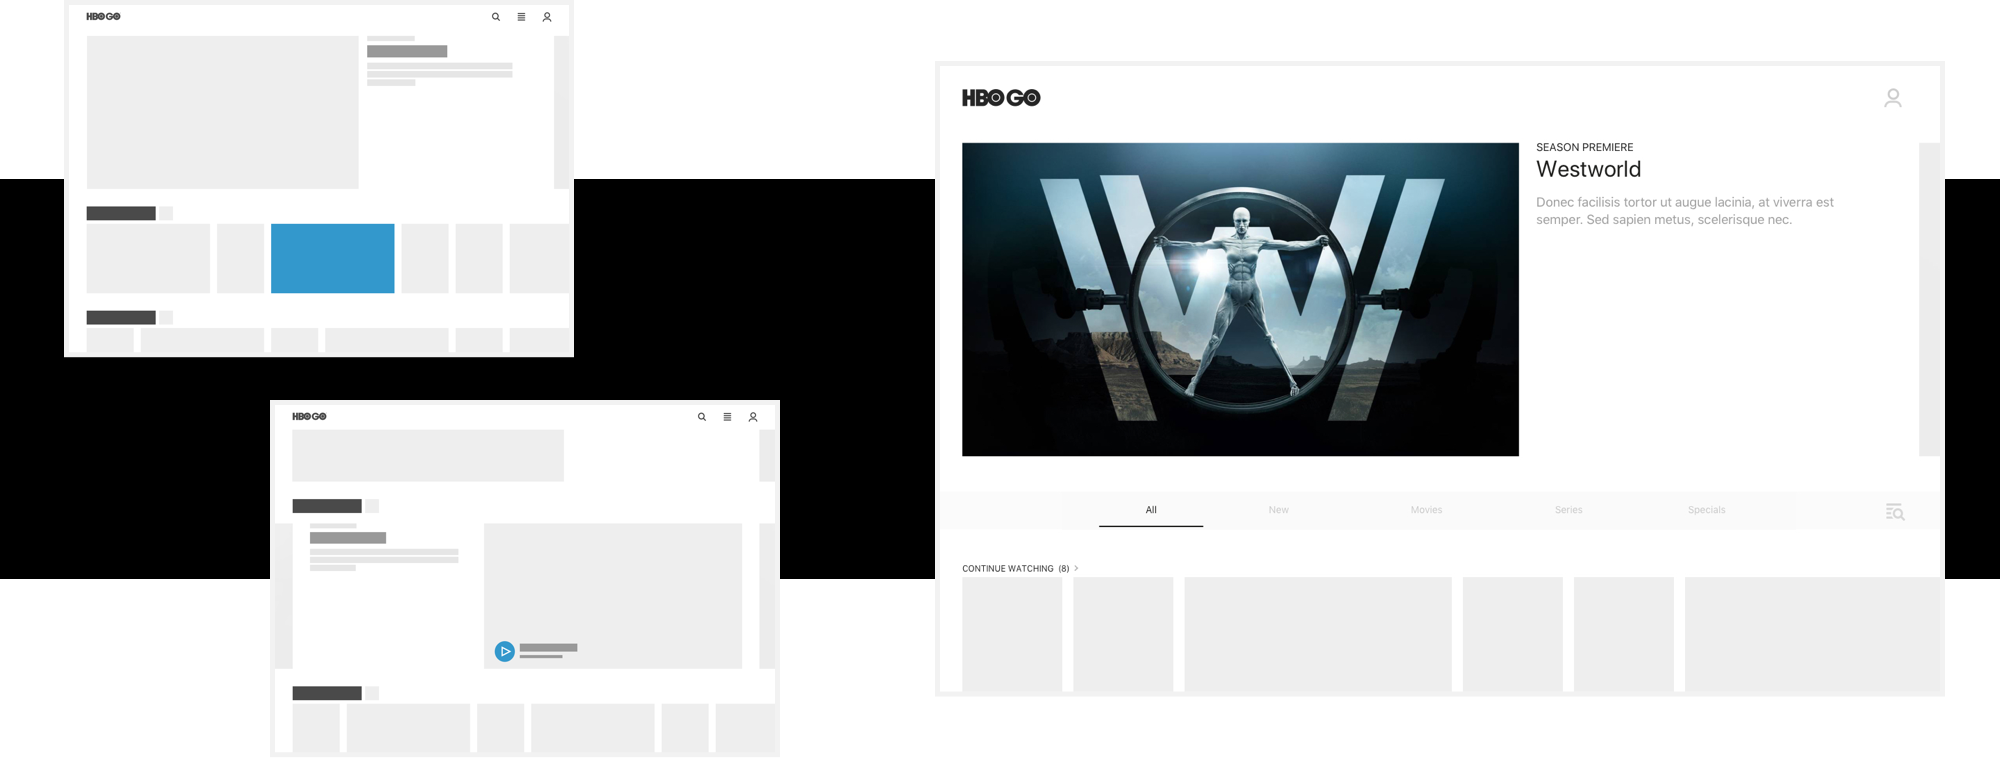 HBO GO
HBO GO
HBO GO
SEASON PREMIERE
Westworld
Donec facilisis tortor ut augue lacinia, at viverra est
semper. Sed sapien metus, scelerisque nec.
W
All
New
Movies
Series
Specials
CONTINUE WATCHING (8) >